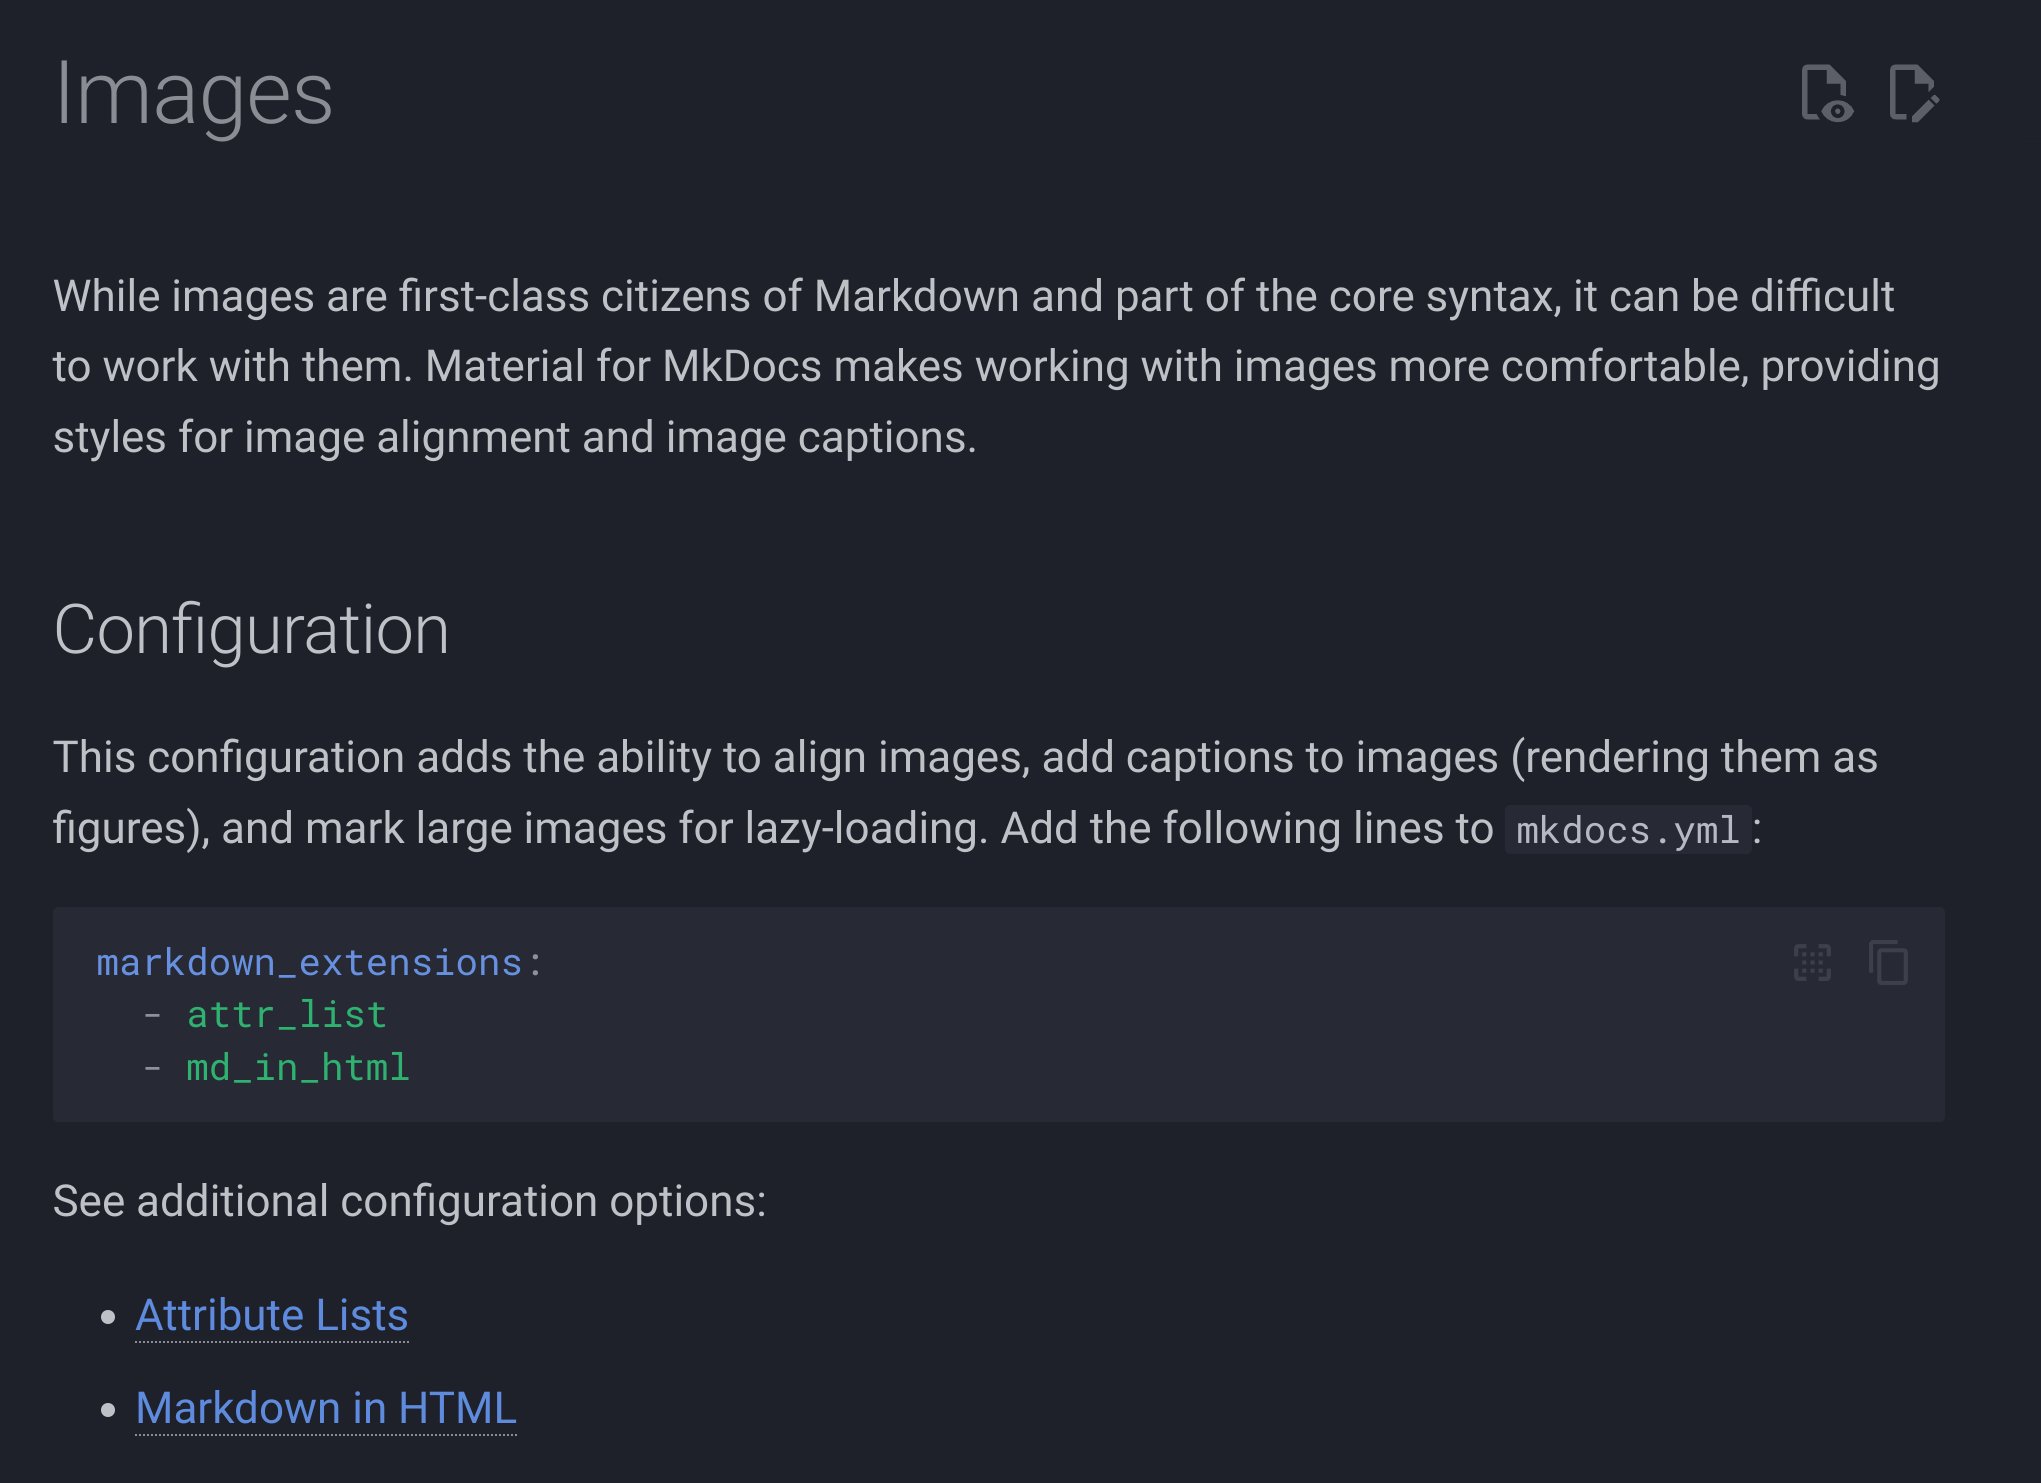 Images
While images are first-class citizens of Markdown and part of the core syntax, it can be difficult
to work with them. Material for MkDocs makes working with images more comfortable, providing
styles for image alignment and image captions.
Configuration
This configuration adds the ability to align images, add captions to images (rendering them as
figures), and mark large images for lazy-loading. Add the following lines to mkdocs.yml:
markdown_extensions:
  - attr_list
  - md_in_html
See additional configuration options:
• Attribute Lists
• Markdown in HTML